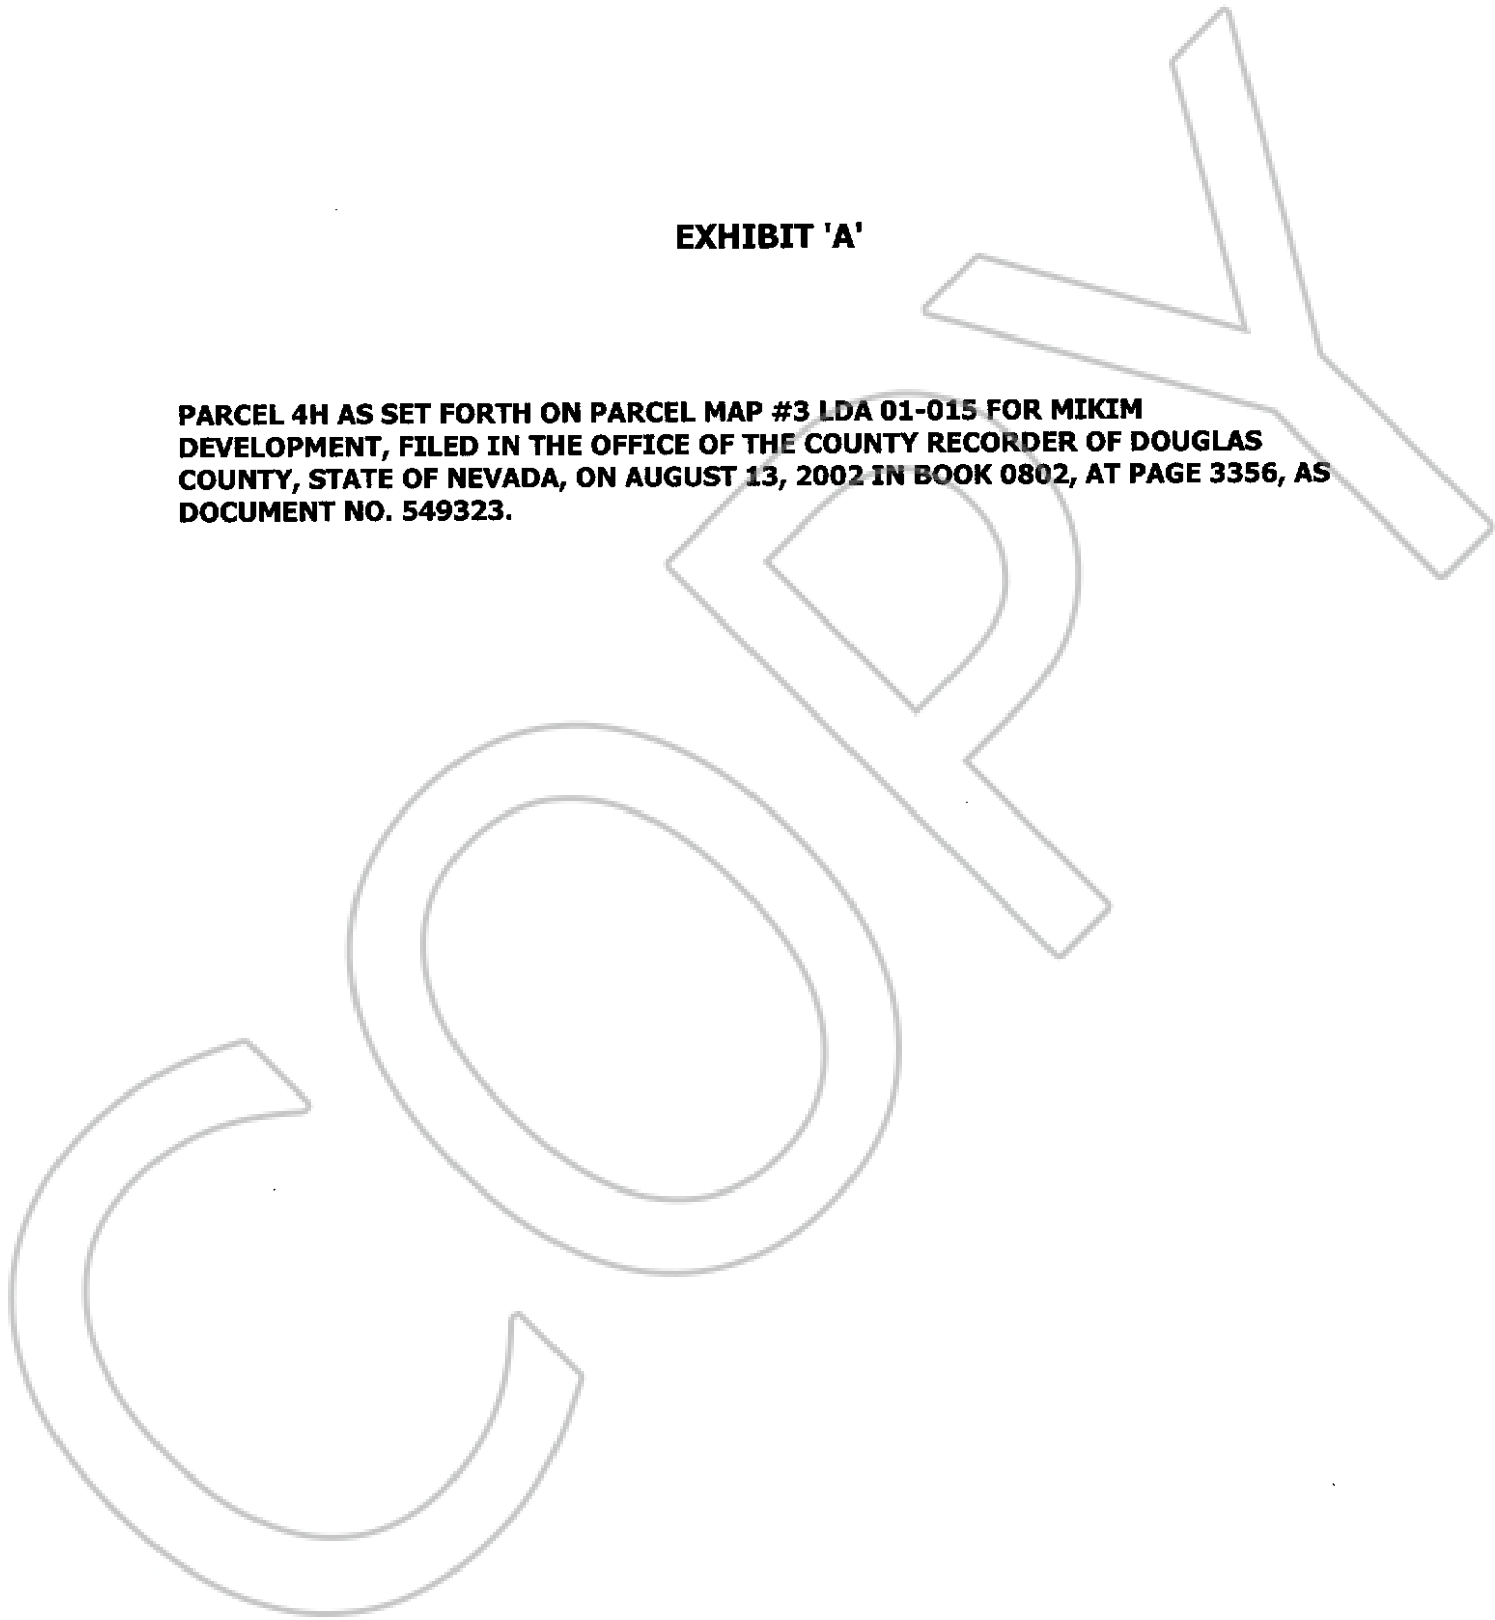 EXHIBIT 'A'
PARCEL 4H AS SET FORTH ON PARCEL MAP #3 LDA 01-015 FOR MIKIM
DEVELOPMENT, FILED IN THE OFFICE OF THE COUNTY RECORDER OF DOUGLAS
COUNTY, STATE OF NEVADA, ON AUGUST 13, 2002 IN BOOK 0802, AT PAGE 3356, AS
DOCUMENT NO. 549323.
COPY